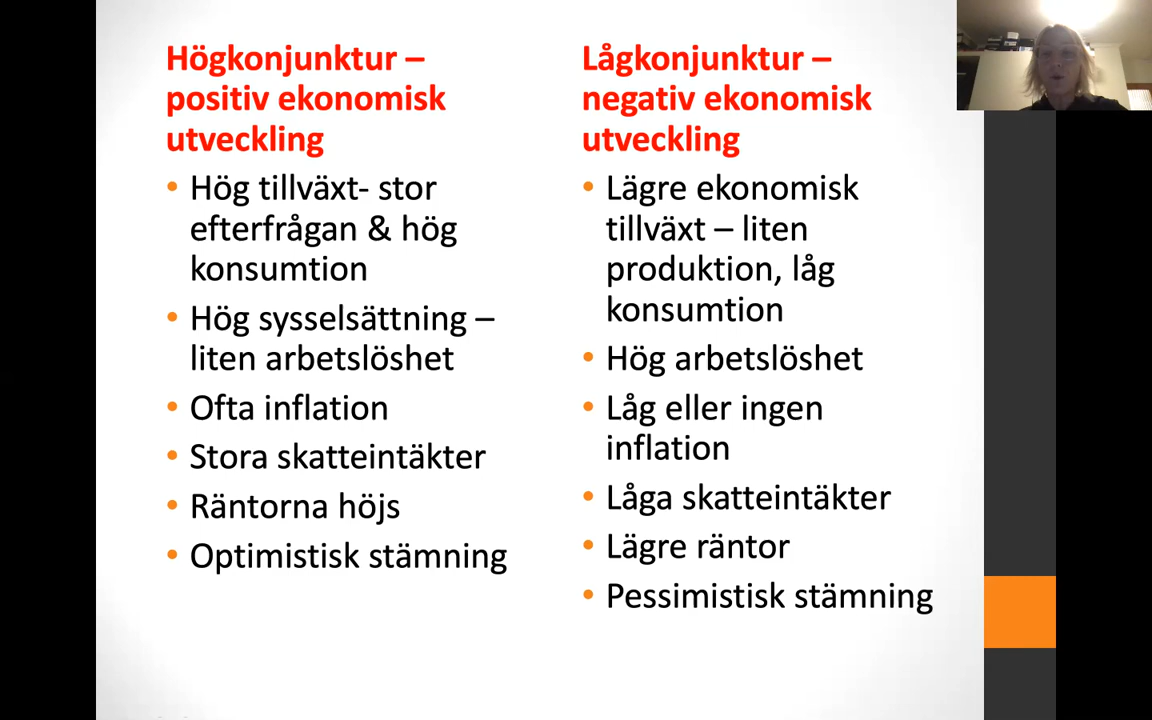 Högkonjunktur –
positiv ekonomisk
utveckling
• Hög tillväxt- stor
efterfrågan & hög
konsumtion
• Hög sysselsättning –
liten arbetslöshet
• Ofta inflation
• Stora skatteintäkter
• Räntorna höjs
• Optimistisk stämning
Lågkonjunktur –
negativ ekonomisk
utveckling
• Lägre ekonomisk
tillväxt – liten
produktion, låg
konsumtion
• Hög arbetslöshet
• Låg eller ingen
inflation
• Låga skatteintäkter
• Lägre räntor
• Pessimistisk stämning